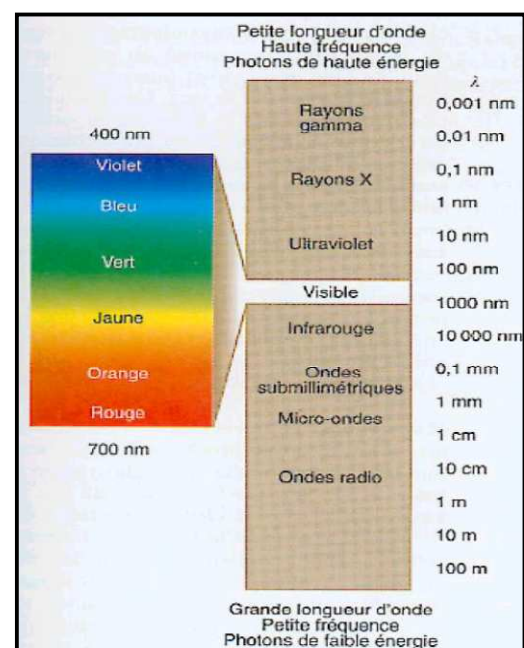 Petite longueur d'onde
Haute fréquence
Photons de haute énergie
400 nm
Violet
Bleu
Vert
Jaune
Orange
Rouge
700 nm
Rayons
gamma
Rayons X
Ultraviolet
Visible
Infrarouge
Ondes
submillimétriques
Micro-ondes
Ondes radio
λ
0,001 nm
0,01 nm
0,1 nm
1 nm
10 nm
100 nm
1000 nm
10 000 nm
0,1 mm
1 mm
1 cm
10 cm
1 m
10 m
100 m
Grande longueur d'onde
Petite fréquence
Photons de faible énergie